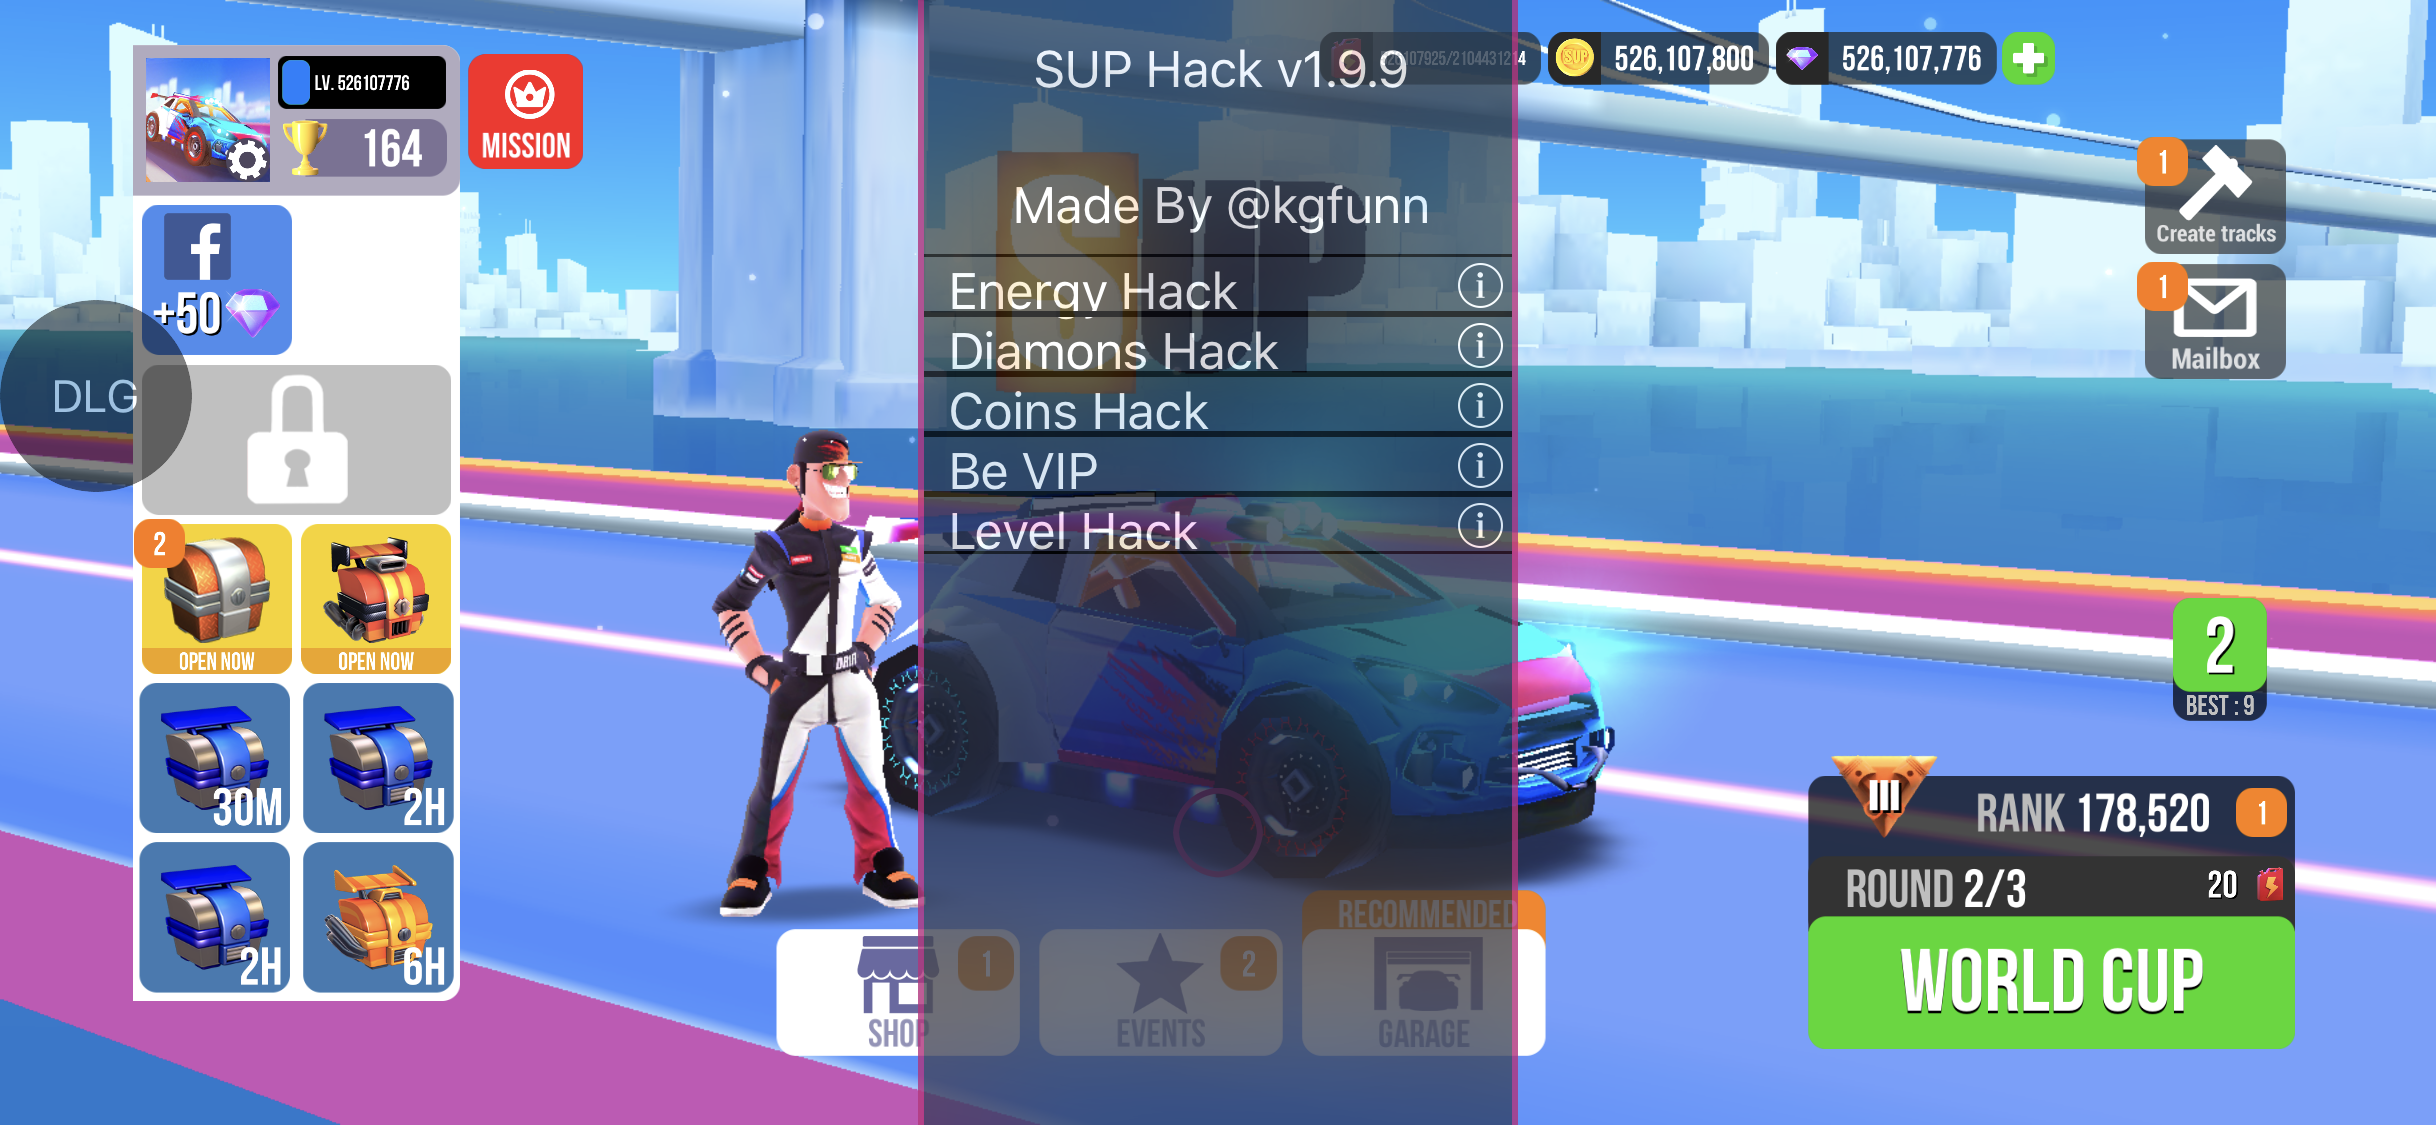 LV. 526107776
164
MISSION
SUP Hack v1.9.9
Made By @kgfunn
SUP
Energy Hack
Diamons Hack
Coins Hack
Be VIP
Level Hack
SUP
526,107,800
526,107,776
1
Create tracks
1
Mailbox
f
+50
DLG
2
OPEN NOW
OPEN NOW
30M
2H
2H
6H
2
BEST : 9
III
RANK 178,520
1
ROUND 2/3
20
WORLD CUP
RECOMMENDED
1
SHOP
2
EVENTS
GARAGE